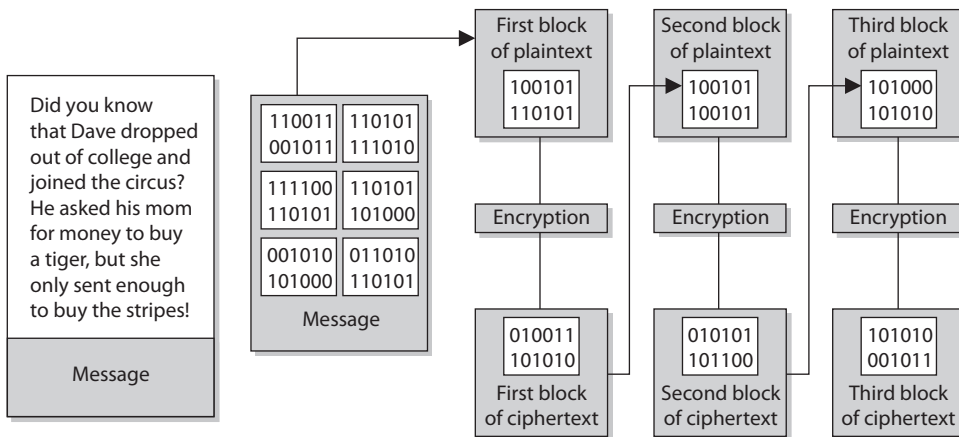 Did you know
that Dave dropped
out of college and
joined the circus?
He asked his mom
for money to buy
a tiger, but she
only sent enough
to buy the stripes!
Message
110011 110101
001011 111010
111100 110101
110101 101000
001010 011010
101000 110101
Message
First block
of plaintext
100101
110101
Encryption
010011
101010
First block
of ciphertext
Second block
of plaintext
100101
100101
Encryption
010101
101100
Second block
of ciphertext
Third block
of plaintext
101000
101010
Encryption
101010
001011
Third block
of ciphertext